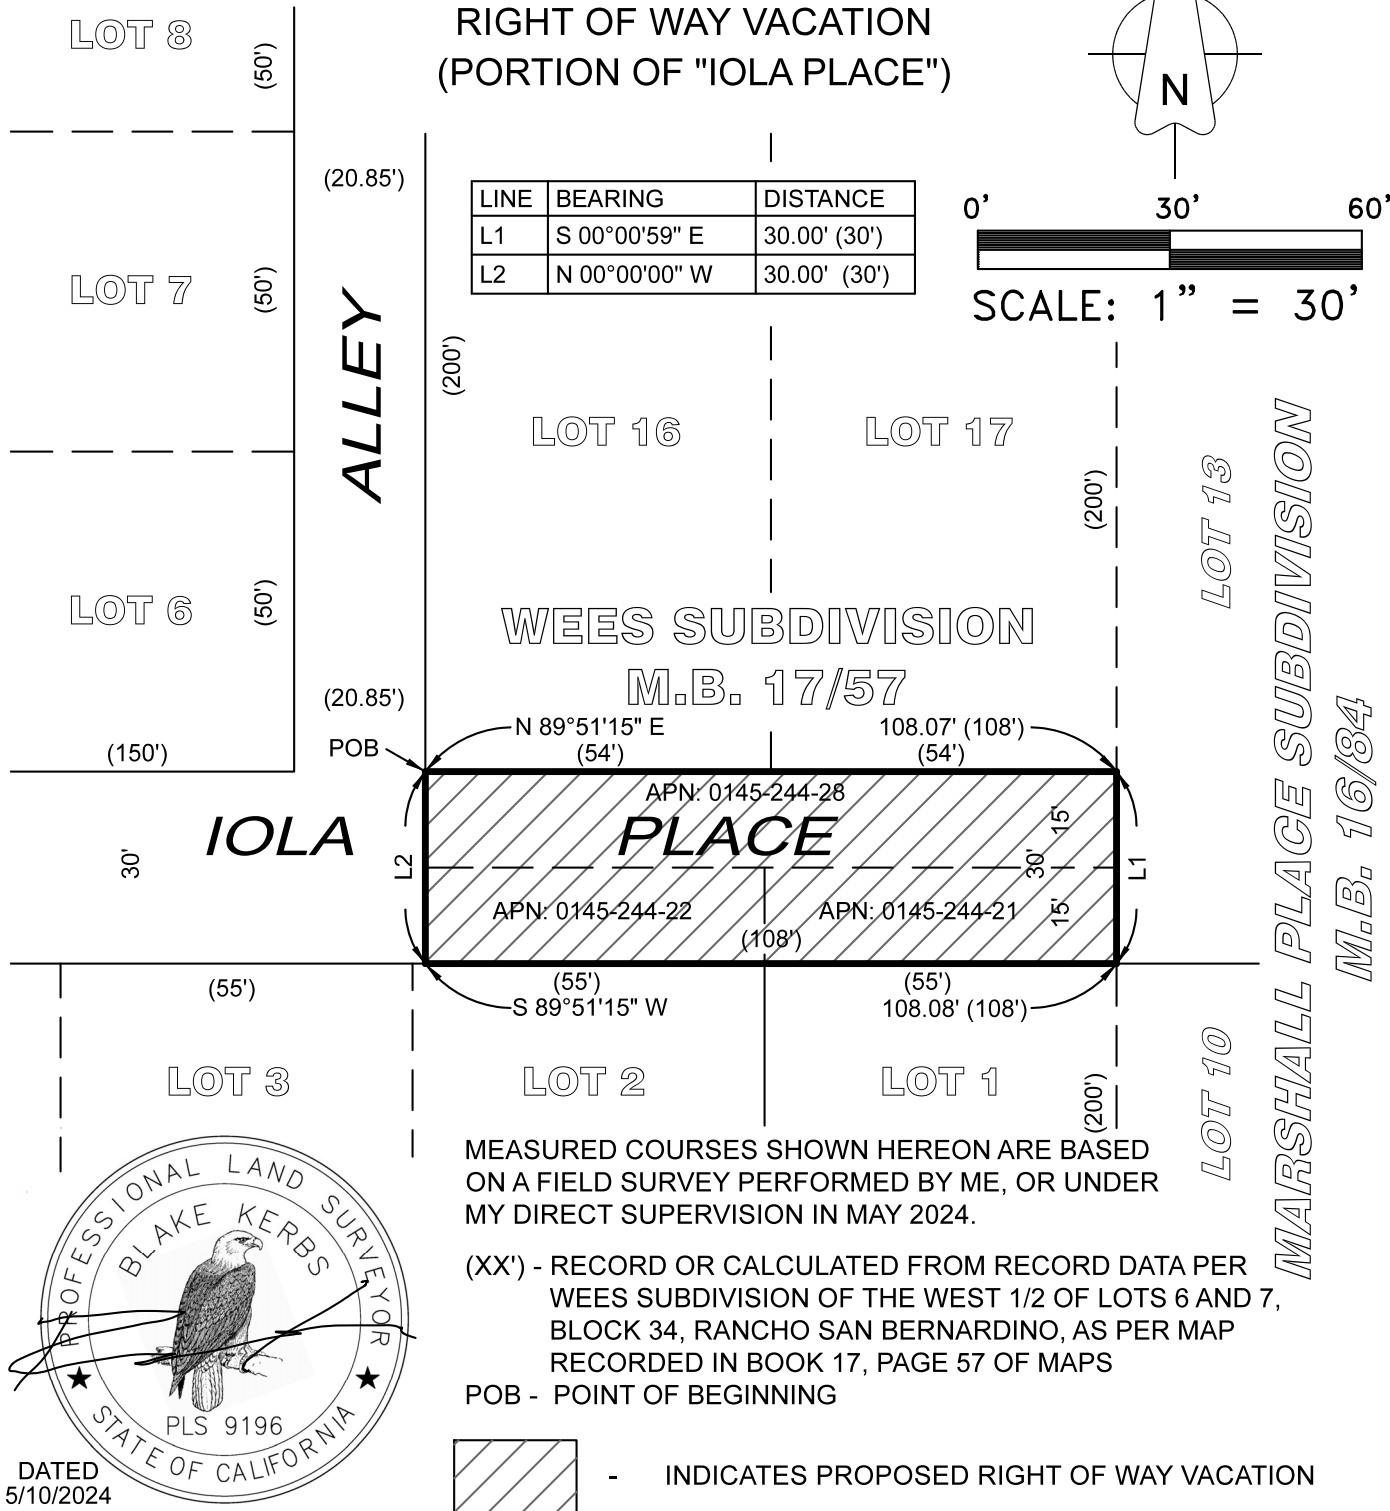 RIGHT OF WAY VACATION
(PORTION OF "IOLA PLACE")
N
LOT 8
(50')
(20.85')
LINE BEARING DISTANCE
L1 S 00°00'59" E 30.00' (30')
L2 N 00°00'00" W 30.00' (30')
0' 30' 60'
SCALE: 1" = 30'
LOT 7
(50')
ALLEY
(200')
LOT 16
LOT 17
(200')
LOT 13
MARSHALL PLACE SUBDIVISION
M.B. 16/84
LOT 6
(50')
WEES SUBDIVISION
M.B. 17/57
(20.85')
N 89°51'15" E
108.07' (108')
(150')
POB
(54')
(54')
APN: 0145-244-28
IOLA PLACE
15'
30'
L2
30'
L1
APN: 0145-244-22
APN: 0145-244-21
15'
(108')
(55')
(55')
(55')
S 89°51'15" W
108.08' (108')
LOT 3
LOT 2
LOT 1
(200')
LOT 10
MEASURED COURSES SHOWN HEREON ARE BASED
ON A FIELD SURVEY PERFORMED BY ME, OR UNDER
MY DIRECT SUPERVISION IN MAY 2024.
(XX') - RECORD OR CALCULATED FROM RECORD DATA PER
WEES SUBDIVISION OF THE WEST 1/2 OF LOTS 6 AND 7,
BLOCK 34, RANCHO SAN BERNARDINO, AS PER MAP
RECORDED IN BOOK 17, PAGE 57 OF MAPS
POB - POINT OF BEGINNING
PROFESSIONAL LAND SURVEYOR
BLAKE KERBS
PLS 9196
STATE OF CALIFORNIA
DATED
5/10/2024
- INDICATES PROPOSED RIGHT OF WAY VACATION